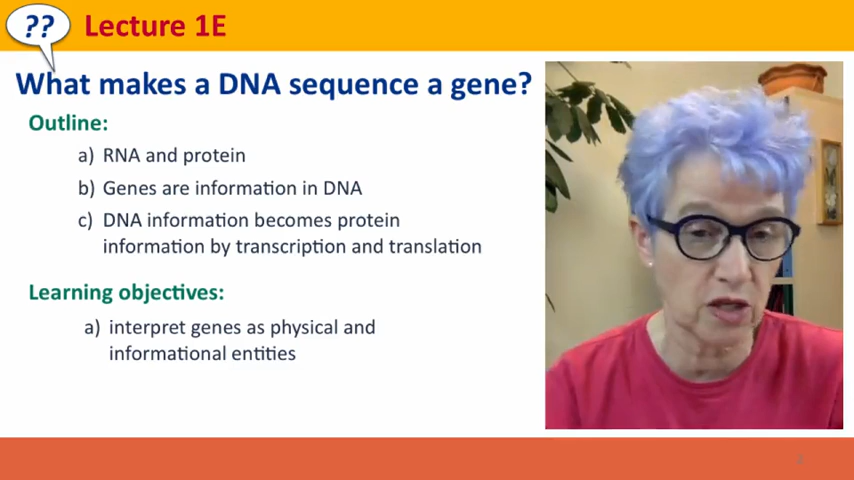 ??
Lecture 1E
What makes a DNA sequence a gene?
Outline:
a) RNA and protein
b) Genes are information in DNA
c) DNA information becomes protein
information by transcription and translation
Learning objectives:
a) interpret genes as physical and
informational entities